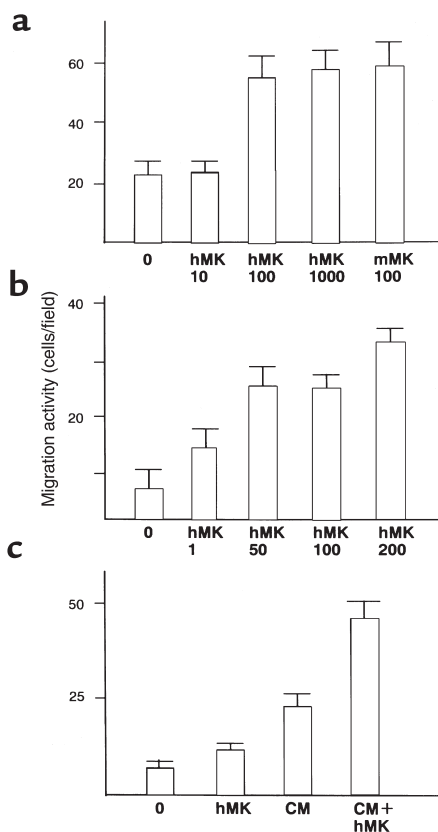 a
60
40
20
0 hMK hMK hMK mMK
10 100 1000 100
b
Migration activity (cells/field)
40
20
0 hMK hMK hMK hMK
1 50 100 200
c
50
25
0 hMK CM CM+
hMK